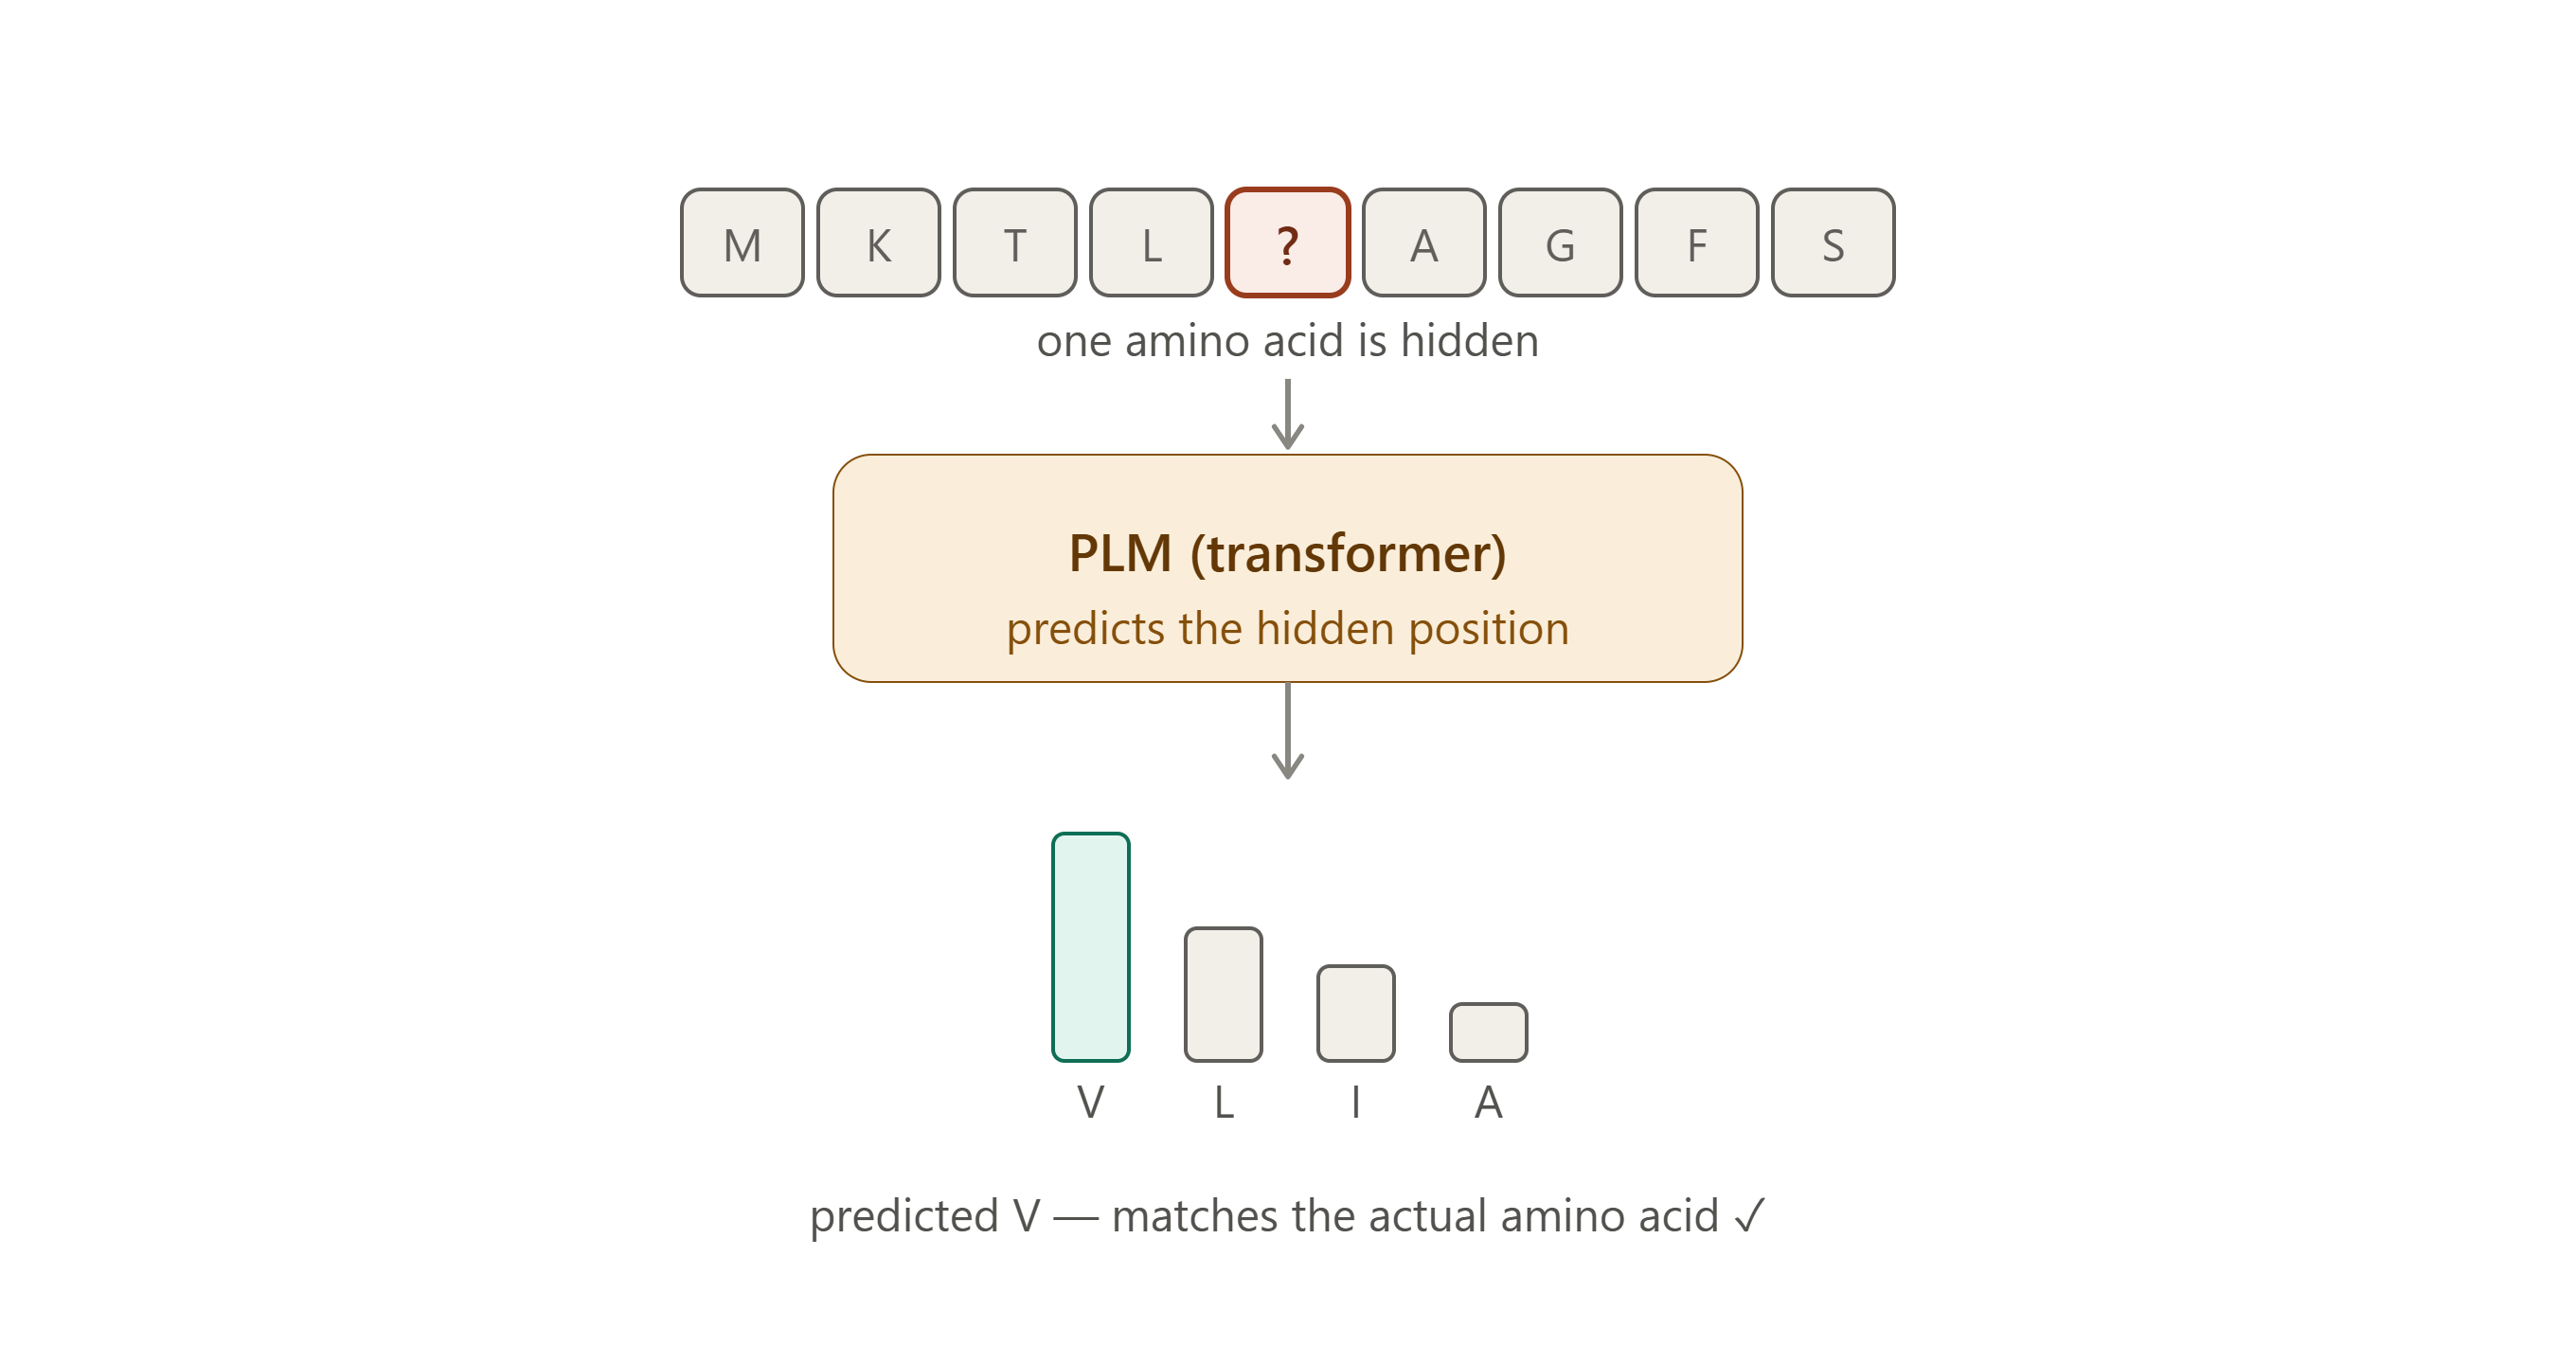 M K T L ? A G F S
one amino acid is hidden
PLM (transformer)
predicts the hidden position
V L I A
predicted V — matches the actual amino acid ✓